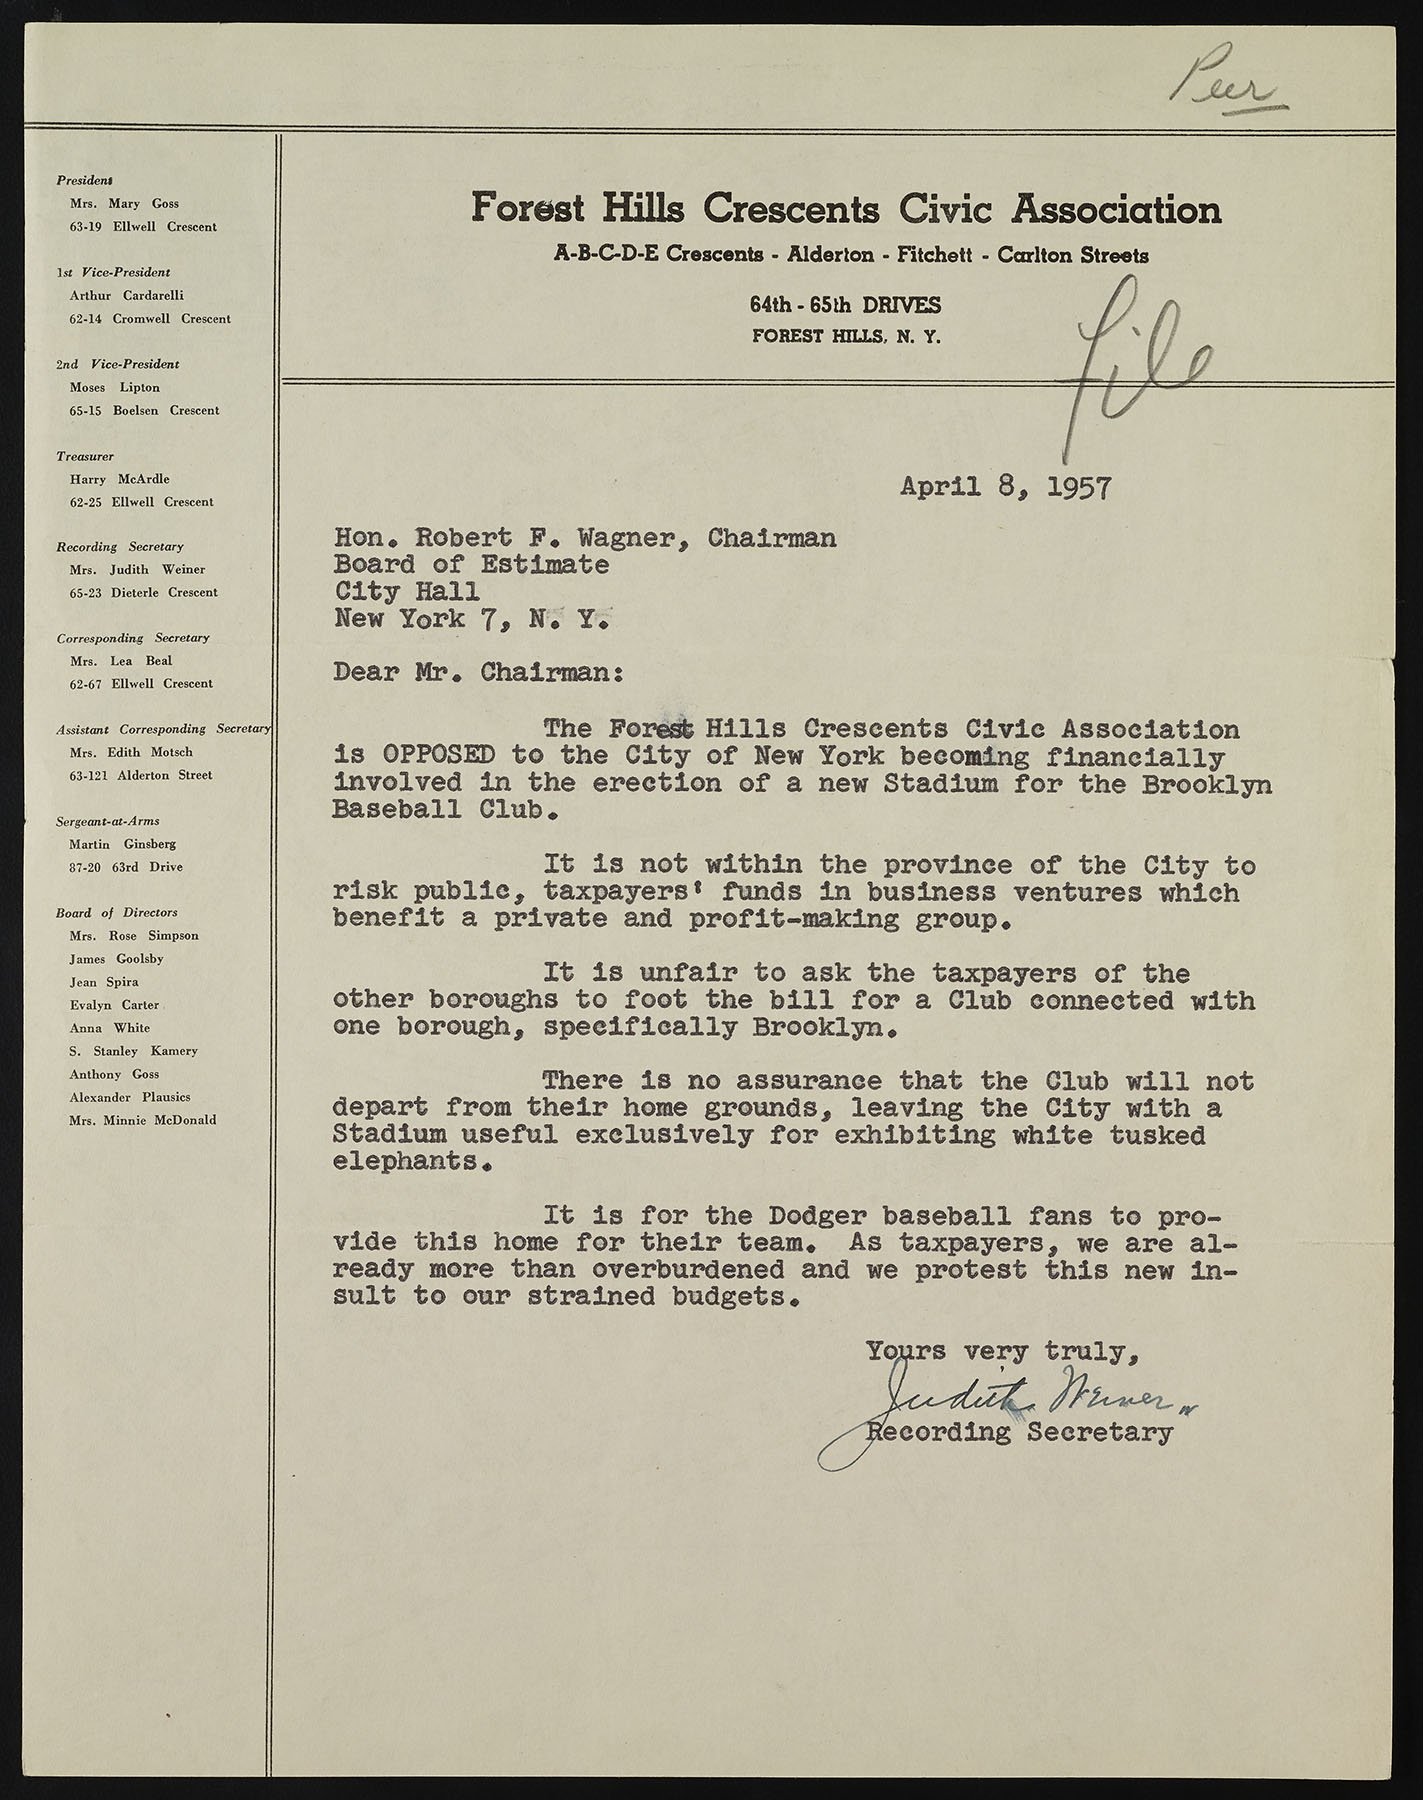 Peer
President
Mrs. Mary Goss
63-19 Ellwell Crescent
1st Vice-President
Arthur Cardarelli
62-14 Cromwell Crescent
2nd Vice-President
Moses Lipton
65-15 Boelsen Crescent
Treasurer
Harry McArdle
62-25 Ellwell Crescent
Recording Secretary
Mrs. Judith Weiner
65-23 Dieterle Crescent
Corresponding Secretary
Mrs. Lea Beal
62-67 Ellwell Crescent
Assistant Corresponding Secretary
Mrs. Edith Motsch
63-121 Alderton Street
Sergeant-at-Arms
Martin Ginsberg
87-20 63rd Drive
Board of Directors
Mrs. Rose Simpson
James Goolsby
Jean Spira
Evalyn Carter
Anna White
S. Stanley Kamery
Anthony Goss
Alexander Plausics
Mrs. Minnie McDonald
Forest Hills Crescents Civic Association
A-B-C-D-E Crescents - Alderton - Fitchett - Carlton Streets
64th - 65th DRIVES
FOREST HILLS, N. Y.
file
April 8, 1957
Hon. Robert F. Wagner, Chairman
Board of Estimate
City Hall
New York 7, N. Y.
Dear Mr. Chairman:
The Forest Hills Crescents Civic Association
is OPPOSED to the City of New York becoming financially
involved in the erection of a new Stadium for the Brooklyn
Baseball Club.
It is not within the province of the City to
risk public, taxpayers' funds in business ventures which
benefit a private and profit-making group.
It is unfair to ask the taxpayers of the
other boroughs to foot the bill for a Club connected with
one borough, specifically Brooklyn.
There is no assurance that the Club will not
depart from their home grounds, leaving the City with a
Stadium useful exclusively for exhibiting white tusked
elephants.
It is for the Dodger baseball fans to pro-
vide this home for their team. As taxpayers, we are al-
ready more than overburdened and we protest this new in-
sult to our strained budgets.
Yours very truly,
Judith Weiner
Recording Secretary